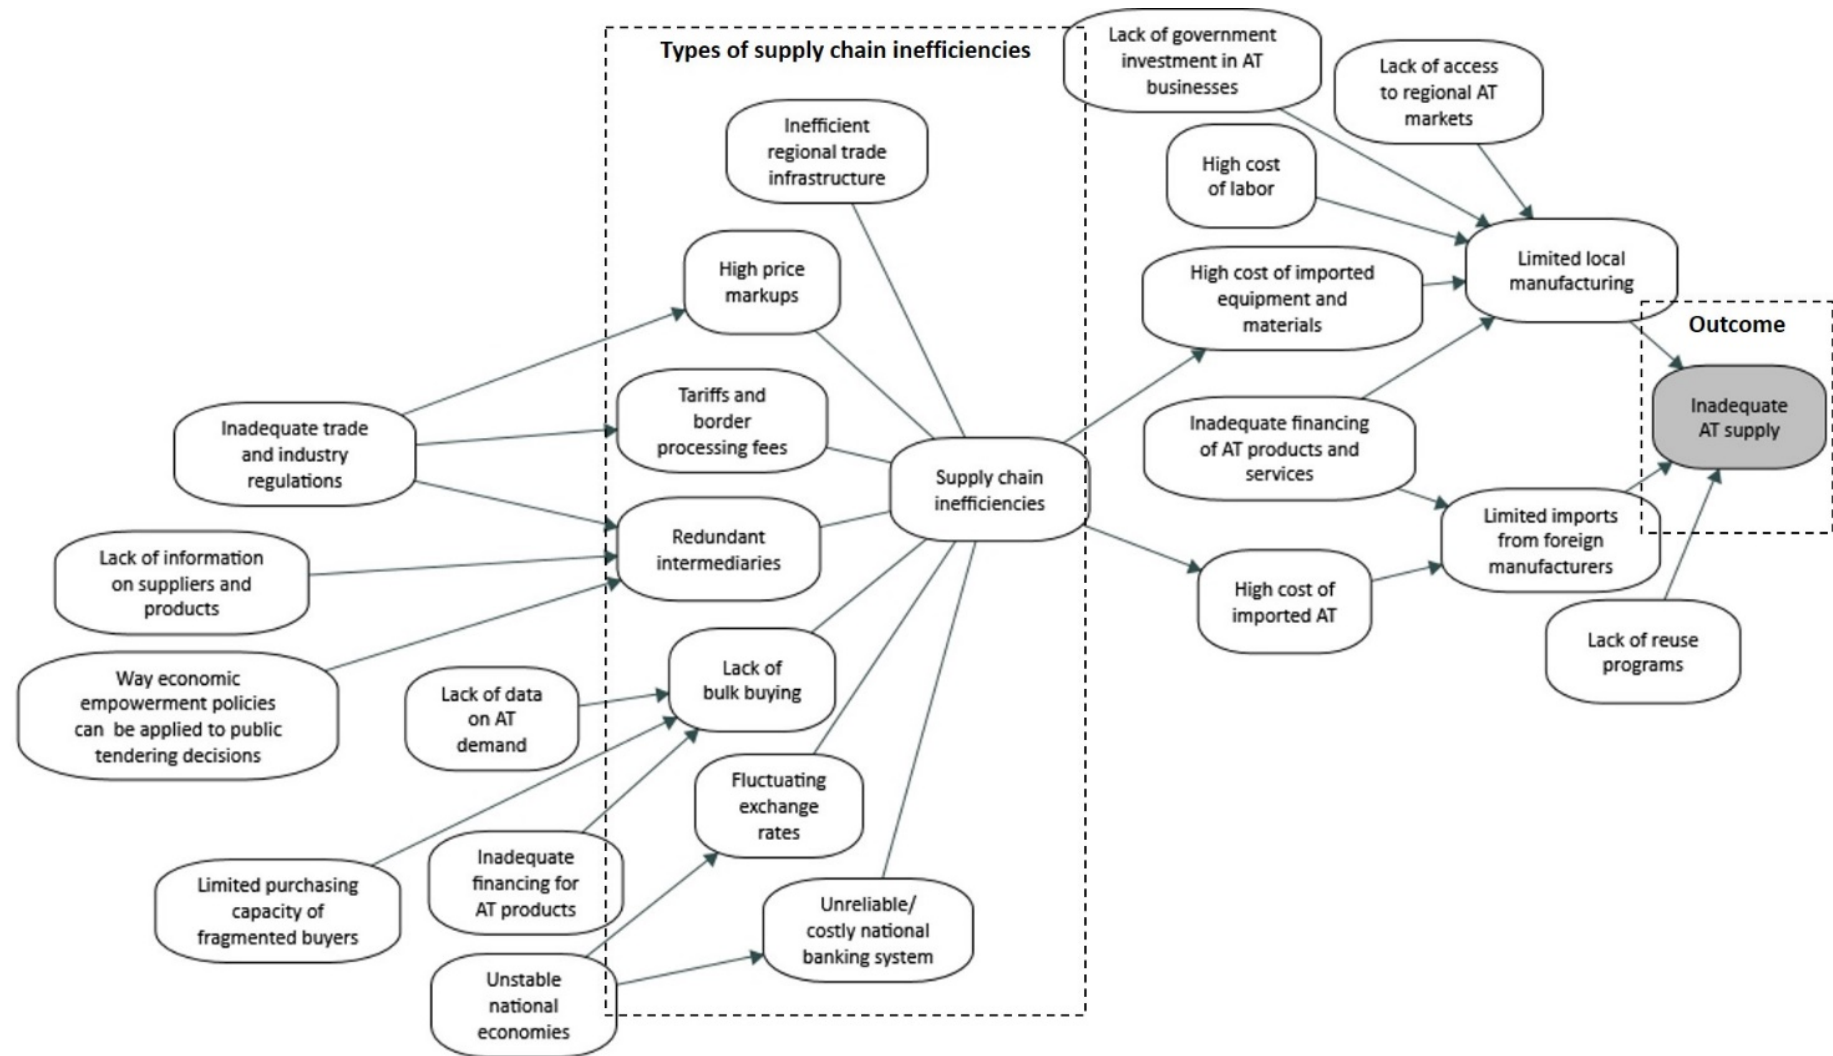 Types of supply chain inefficiencies
Lack of government
investment in AT
businesses
Lack of access
to regional AT
markets
Inefficient
regional trade
infrastructure
High cost
of labor
High price
markups
High cost of imported
equipment and
materials
Limited local
manufacturing
Outcome
Inadequate
AT supply
Tariffs and
border
processing fees
Inadequate trade
and industry
regulations
Supply chain
inefficiencies
Inadequate financing
of AT products and
services
Redundant
intermediaries
Limited imports
from foreign
manufacturers
Lack of information
on suppliers and
products
High cost of
imported AT
Lack of reuse
programs
Way economic
empowerment policies
can  be applied to public
tendering decisions
Lack of data
on AT
demand
Lack of
bulk buying
Fluctuating
exchange
rates
Inadequate
financing for
AT products
Limited purchasing
capacity of
fragmented buyers
Unreliable/
costly national
banking system
Unstable
national
economies